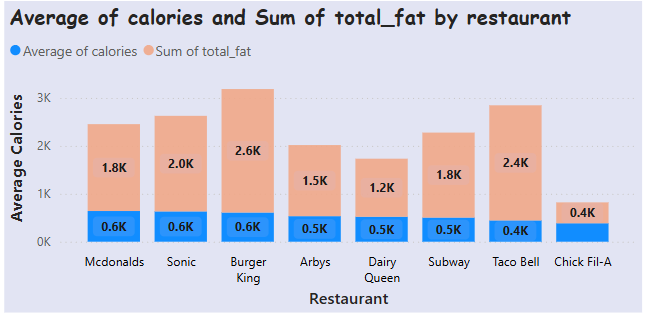 Average of calories and Sum of total_fat by restaurant
Average of calories Sum of total_fat
Average Calories
3K
2K
1K
0K
1.8K 2.0K 2.6K 1.5K 1.2K 1.8K 2.4K 0.4K
0.6K 0.6K 0.6K 0.5K 0.5K 0.5K 0.4K
Mcdonalds Sonic Burger King Arbys Dairy Queen Subway Taco Bell Chick Fil-A
Restaurant